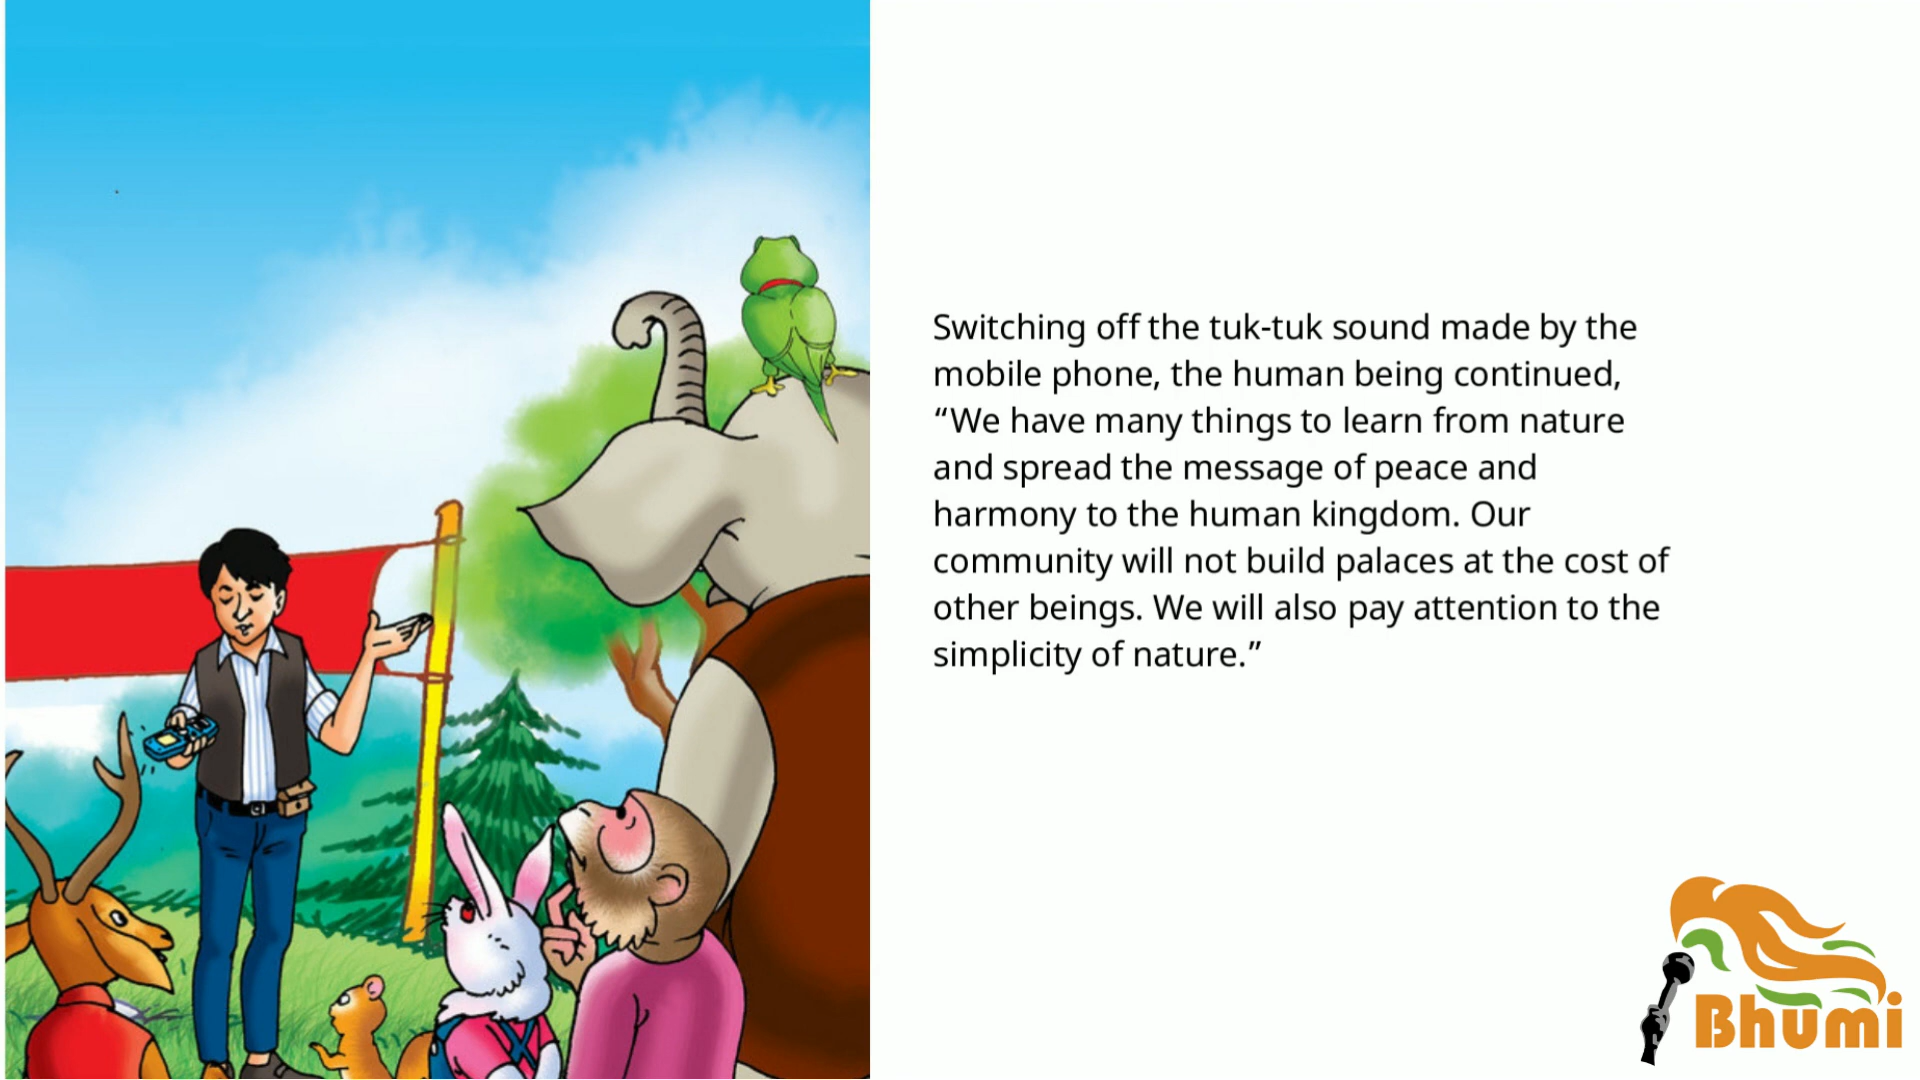 Switching off the tuk-tuk sound made by the
mobile phone, the human being continued,
“We have many things to learn from nature
and spread the message of peace and
harmony to the human kingdom. Our
community will not build palaces at the cost of
other beings. We will also pay attention to the
simplicity of nature.”
Bhumi